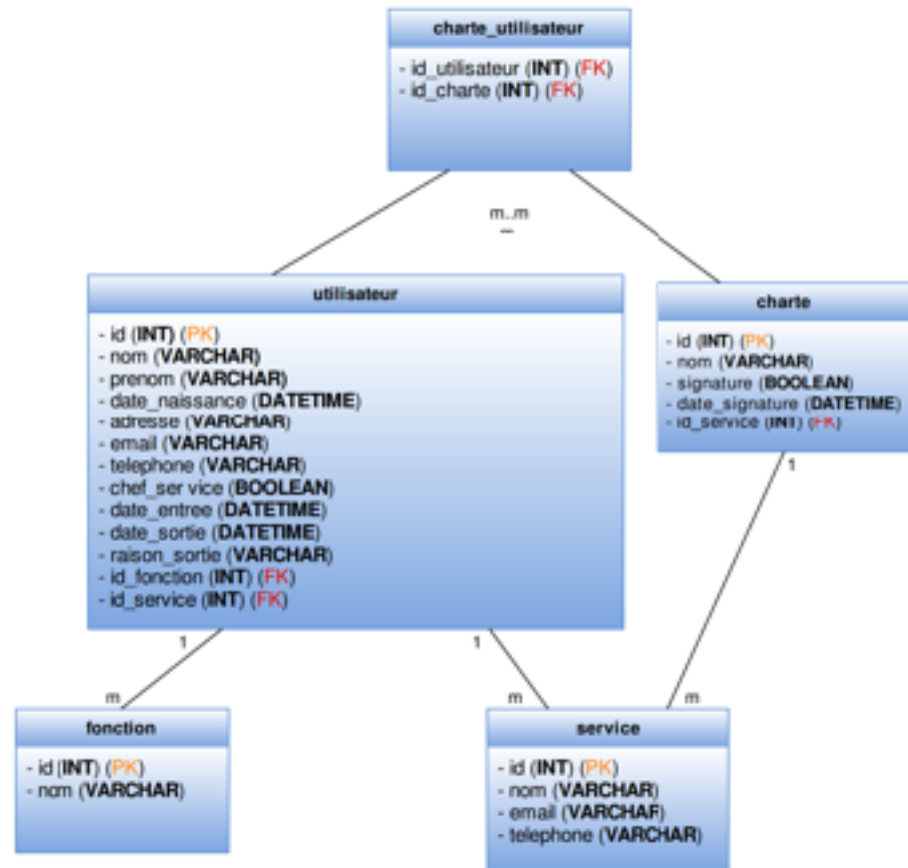 charte_utilisateur
- id_utilisateur (INT) (FK)
- id_charte (INT) (FK)
m..m
utilisateur
- id (INT) (PK)
- nom (VARCHAR)
- prenom (VARCHAR)
- date_naissance (DATETIME)
- adresse (VARCHAR)
- email (VARCHAR)
- telephone (VARCHAR)
- chef_ser vice (BOOLEAN)
- date_entree (DATETIME)
- date_sortie (DATETIME)
- raison_sortie (VARCHAR)
- id_fonction (INT) (FK)
- id_service (INT) (FK)
charte
- id (INT) (PK)
- nom (VARCHAR)
- signature (BOOLEAN)
- date_signature (DATETIME)
- id_service (INT) (FK)
1
1
1
m
m
m
fonction
- id (INT) (PK)
- nom (VARCHAR)
service
- id (INT) (PK)
- nom (VARCHAR)
- email (VARCHAR)
- telephone (VARCHAR)